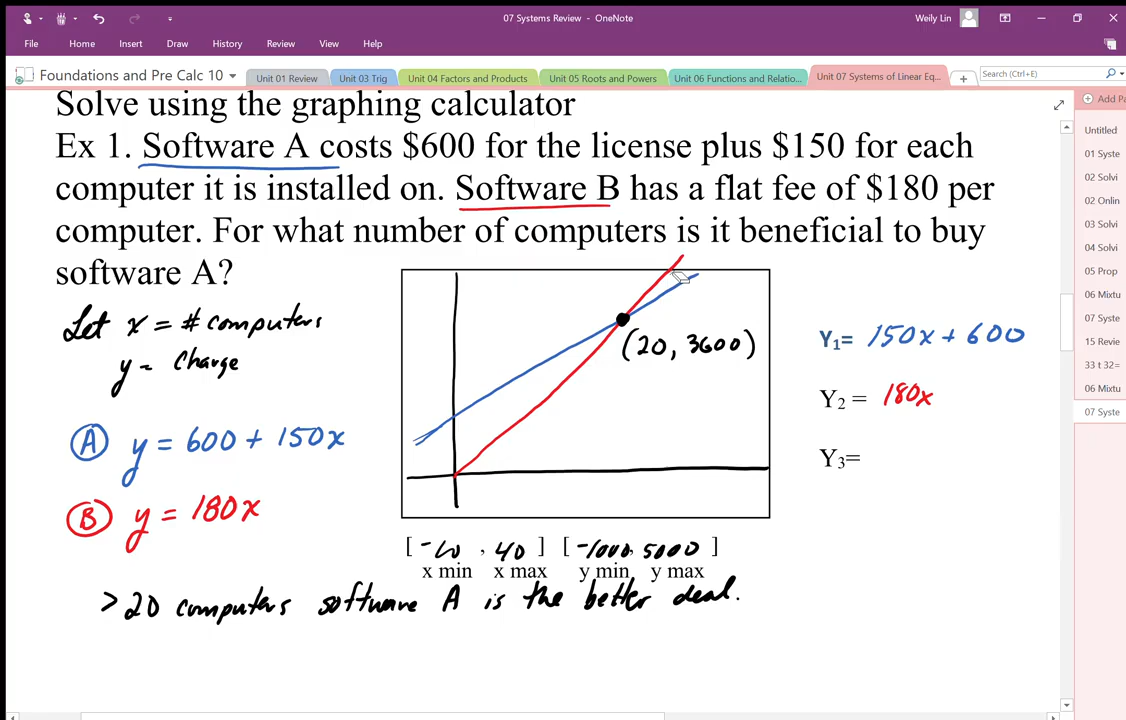 07 Systems Review - OneNote
Weily Lin
File Home Insert Draw History Review View Help
Foundations and Pre Calc 10
Unit 01 Review
Unit 03 Trig
Unit 04 Factors and Products
Unit 05 Roots and Powers
Unit 06 Functions and Relatio...
Unit 07 Systems of Linear Eq...
Search (Ctrl+E)
Add Pa
Untitled
01 Syste
02 Solvi
02 Onlin
03 Solvi
04 Solvi
05 Prop
06 Mixtu
07 Syste
15 Revie
33 t 32=
06 Mixtu
07 Syste
Solve using the graphing calculator
Ex 1. Software A costs $600 for the license plus $150 for each
computer it is installed on. Software B has a flat fee of $180 per
computer. For what number of computers is it beneficial to buy
software A?
Let x = # computers
y = Charge
A y = 600 + 150x
B y = 180x
(20, 3600)
Y1= 150x + 600
Y2 = 180x
Y3=
[ -10 , 40 ] [ -1000, 5000 ]
x min x max y min y max
> 20 computers software A is the better deal.